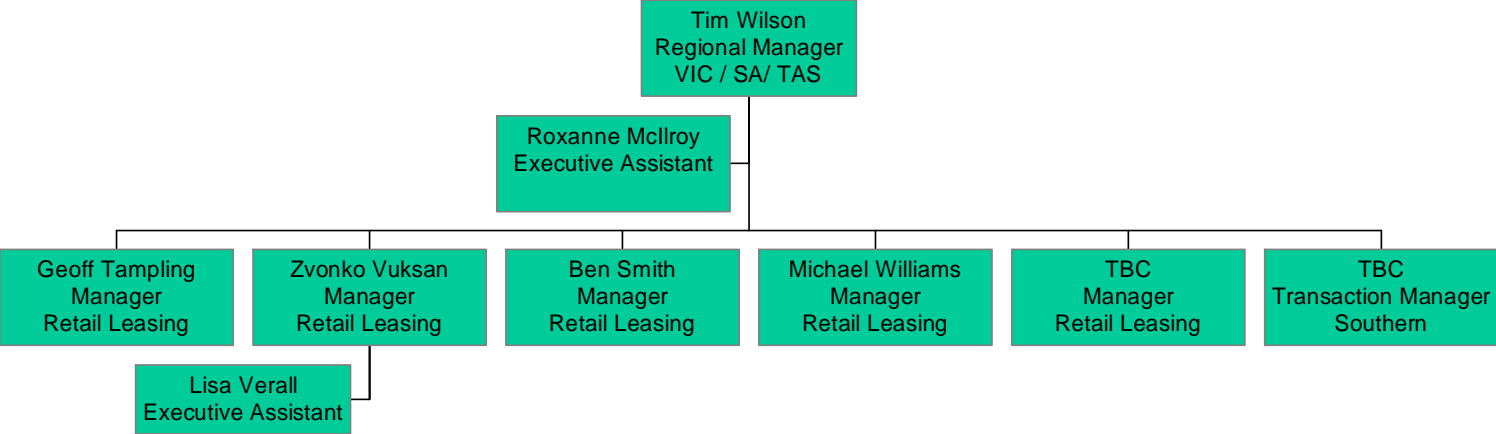 Tim Wilson
Regional Manager
VIC / SA/ TAS
Roxanne McIlroy
Executive Assistant
Geoff Tampling
Manager
Retail Leasing
Zvonko Vuksan
Manager
Retail Leasing
Ben Smith
Manager
Retail Leasing
Michael Williams
Manager
Retail Leasing
TBC
Manager
Retail Leasing
TBC
Transaction Manager
Southern
Lisa Verall
Executive Assistant